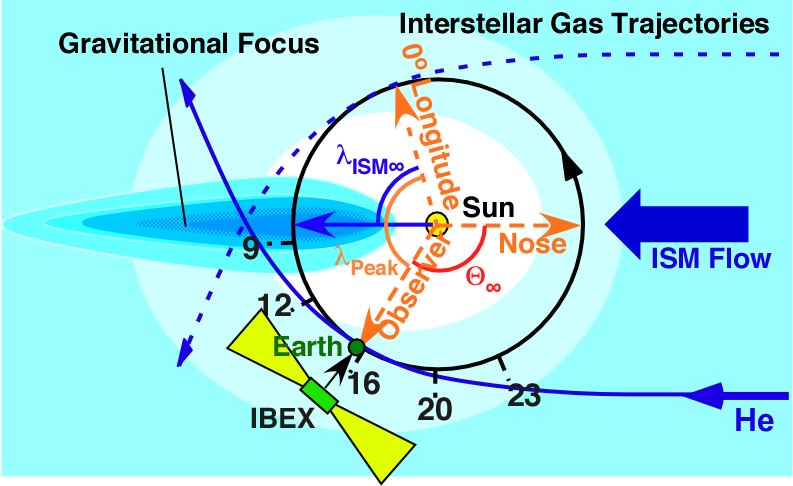 Interstellar Gas Trajectories
Gravitational Focus
0º Longitude
λISM∞
Sun
Nose
ISM Flow
λPeak
Observer
Θ∞
9
12
Earth
16
20
23
IBEX
He